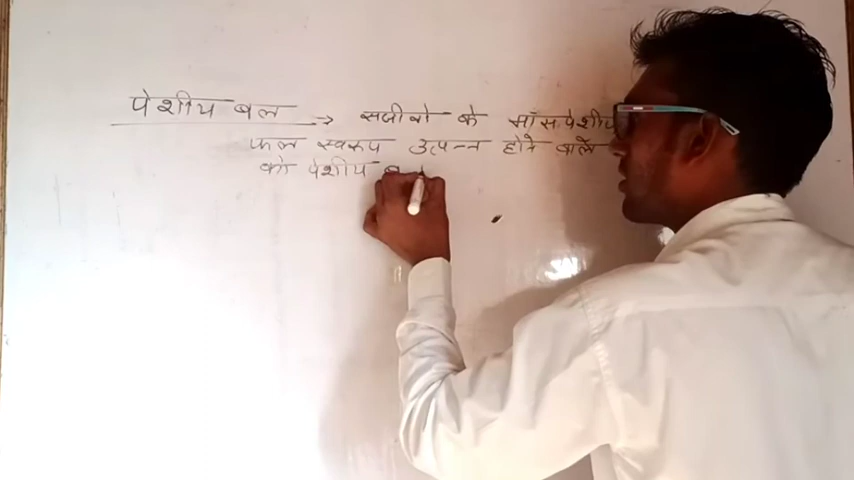 पेशीय बल → सजीवो के माँसपेशीय
फल स्वरूप उत्पन्न होने बाले
को पेशीय ब